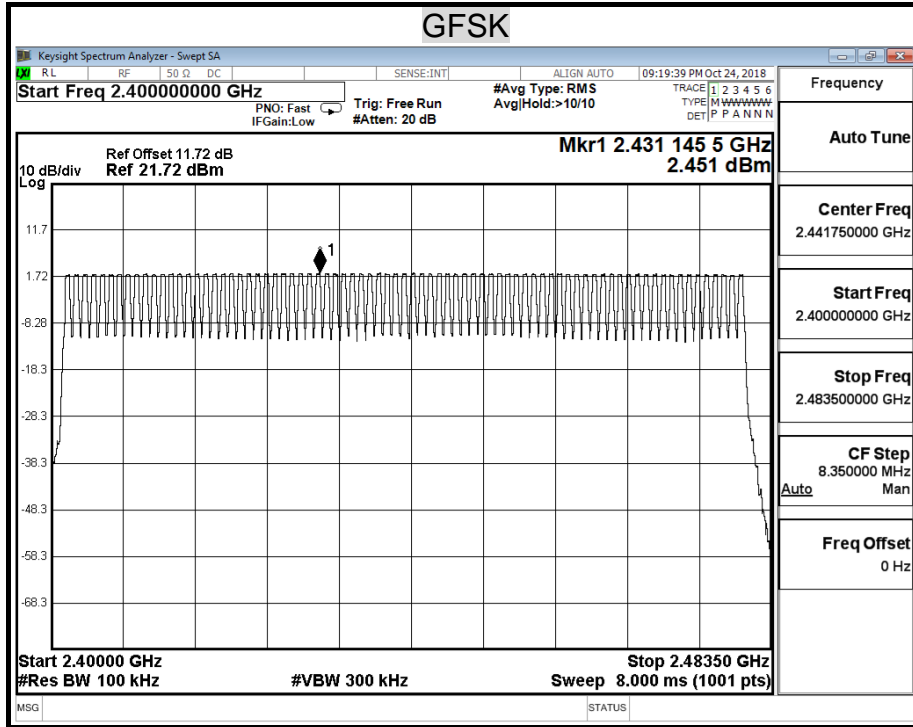 GFSK
Keysight Spectrum Analyzer - Swept SA
LXI RL RF 50 Ω DC SENSE:INT ALIGN AUTO 09:19:39 PM Oct 24, 2018
Start Freq 2.400000000 GHz
PNO: Fast
IFGain:Low
Trig: Free Run
#Atten: 20 dB
#Avg Type: RMS
Avg|Hold:>10/10
TRACE 1 2 3 4 5 6
TYPE M WWWWW
DET P P A N N N
Mkr1 2.431 145 5 GHz
2.451 dBm
Ref Offset 11.72 dB
10 dB/div Ref 21.72 dBm
Log
11.7
1
1.72
-8.28
-18.3
-28.3
-38.3
-48.3
-58.3
-68.3
Start 2.40000 GHz Stop 2.48350 GHz
#Res BW 100 kHz #VBW 300 kHz Sweep 8.000 ms (1001 pts)
MSG STATUS
Frequency
Auto Tune
Center Freq
2.441750000 GHz
Start Freq
2.400000000 GHz
Stop Freq
2.483500000 GHz
CF Step
8.350000 MHz
Auto Man
Freq Offset
0 Hz